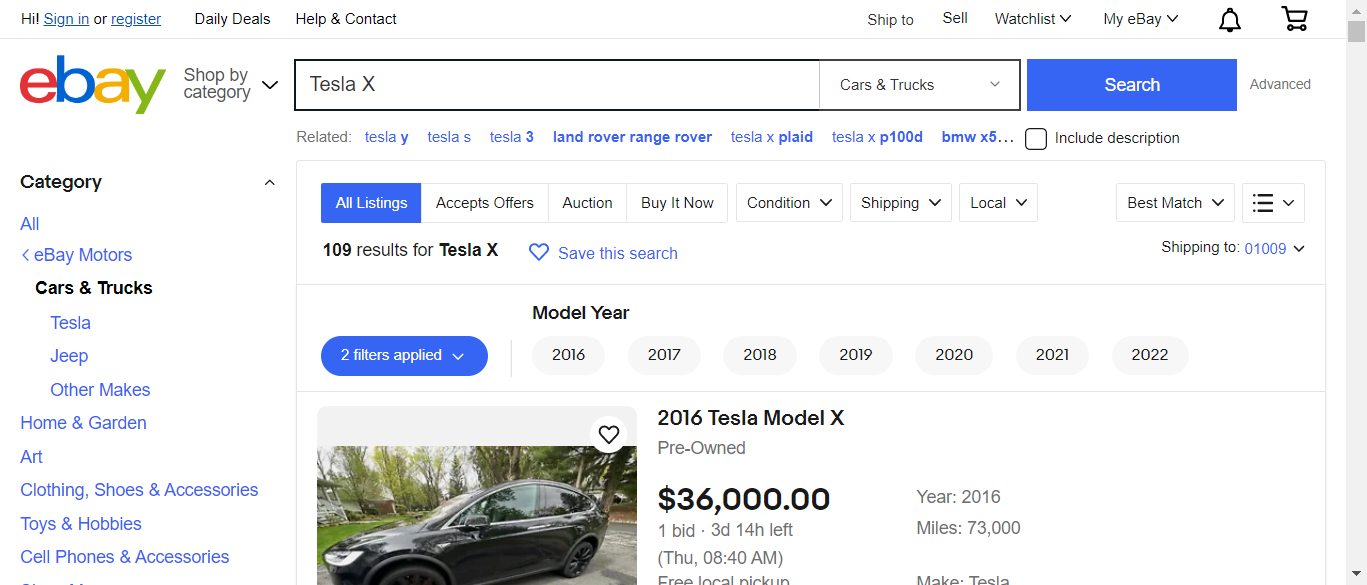 Hi! Sign in or register Daily Deals Help & Contact Ship to Sell Watchlist My eBay
ebay Shop by category Tesla X Cars & Trucks Search Advanced
Related: tesla y tesla s tesla 3 land rover range rover tesla x plaid tesla x p100d bmw x5... Include description
Category
All
eBay Motors
Cars & Trucks
Tesla
Jeep
Other Makes
Home & Garden
Art
Clothing, Shoes & Accessories
Toys & Hobbies
Cell Phones & Accessories
All Listings Accepts Offers Auction Buy It Now Condition Shipping Local Best Match
109 results for Tesla X Save this search Shipping to: 01009
Model Year
2 filters applied 2016 2017 2018 2019 2020 2021 2022
2016 Tesla Model X
Pre-Owned
$36,000.00
1 bid · 3d 14h left
(Thu, 08:40 AM)
Free local pickup
Year: 2016
Miles: 73,000
Make: Tesla